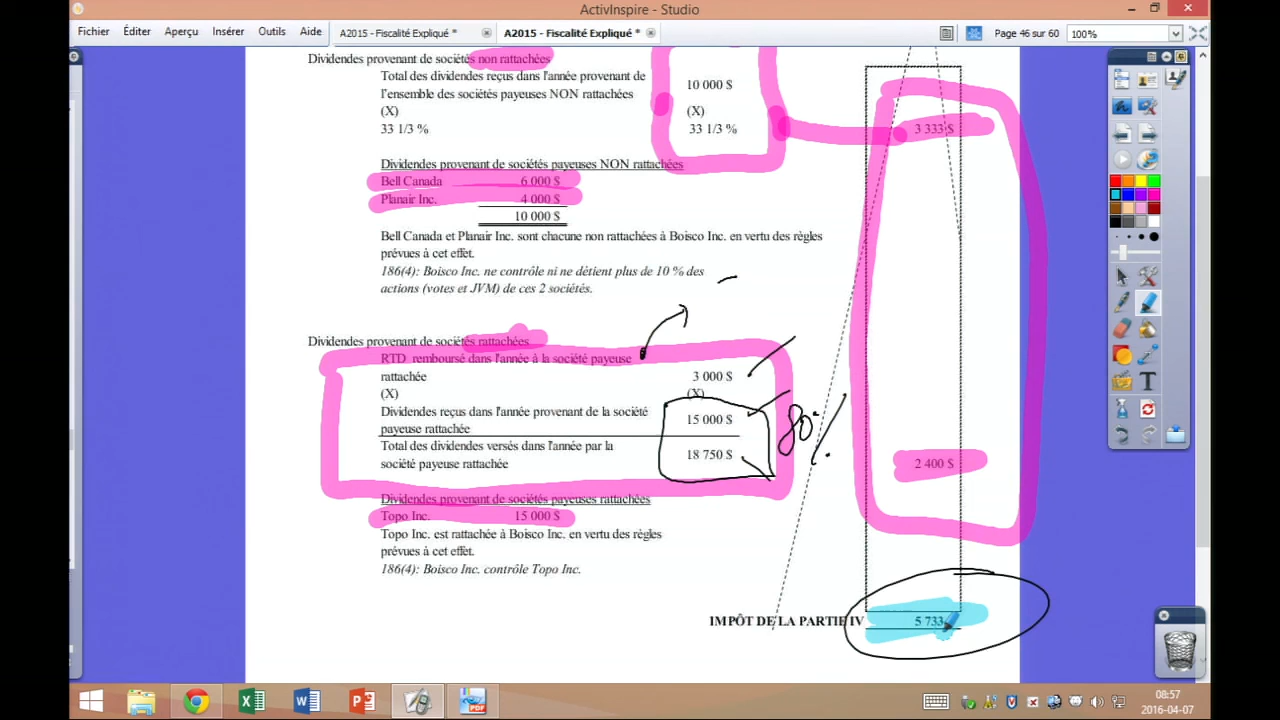 ActivInspire - Studio
Fichier Éditer Aperçu Insérer Outils Aide
A2015 - Fiscalité Expliqué *
A2015 - Fiscalité Expliqué *
Page 46 sur 60
100%
Dividendes provenant de sociétés non rattachées
Total des dividendes reçus dans l'année provenant de
l'ensemble des sociétés payeuses NON rattachées
10 000 $
(X) (X)
33 1/3 % 33 1/3 % 3 333 $
Dividendes provenant de sociétés payeuses NON rattachées
Bell Canada 6 000 $
Planair Inc. 4 000 $
10 000 $
Bell Canada et Planair Inc. sont chacune non rattachées à Boisco Inc. en vertu des règles
prévues à cet effet.
186(4): Boisco Inc. ne contrôle ni ne détient plus de 10 % des
actions (votes et JVM) de ces 2 sociétés.
Dividendes provenant de sociétés rattachées
RTD remboursé dans l'année à la société payeuse
rattachée 3 000 $
(X) (X)
Dividendes reçus dans l'année provenant de la société
payeuse rattachée
15 000 $
80 %
Total des dividendes versés dans l'année par la
société payeuse rattachée
18 750 $
2 400 $
Dividendes provenant de sociétés payeuses rattachées
Topo Inc. 15 000 $
Topo Inc. est rattachée à Boisco Inc. en vertu des règles
prévues à cet effet.
186(4): Boisco Inc. contrôle Topo Inc.
IMPÔT DE LA PARTIE IV 5 733
08:57
2016-04-07